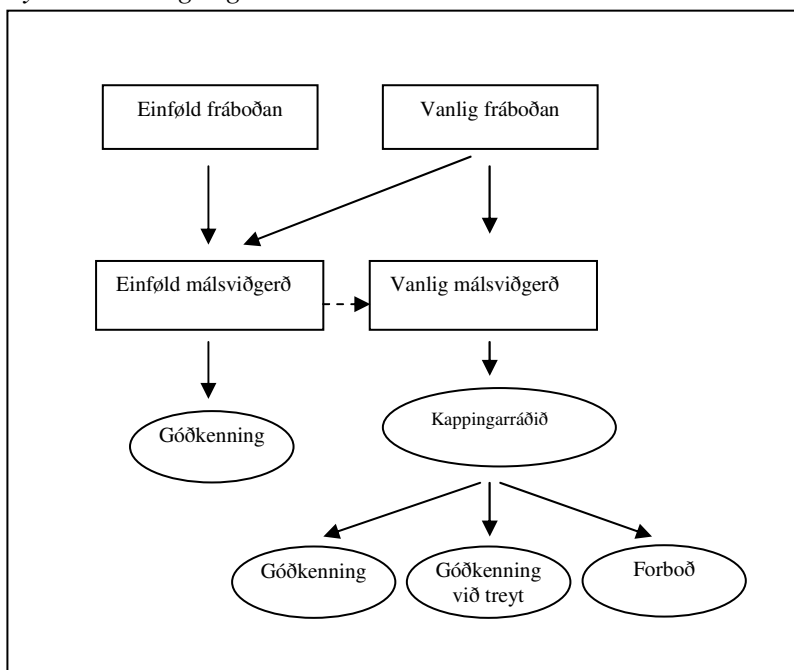 Einføld fráboðan
Vanlig fráboðan
Einføld málsviðgerð
Vanlig málsviðgerð
Góðkenning
Kappingarráðið
Góðkenning
Góðkenning
við treyt
Forboð